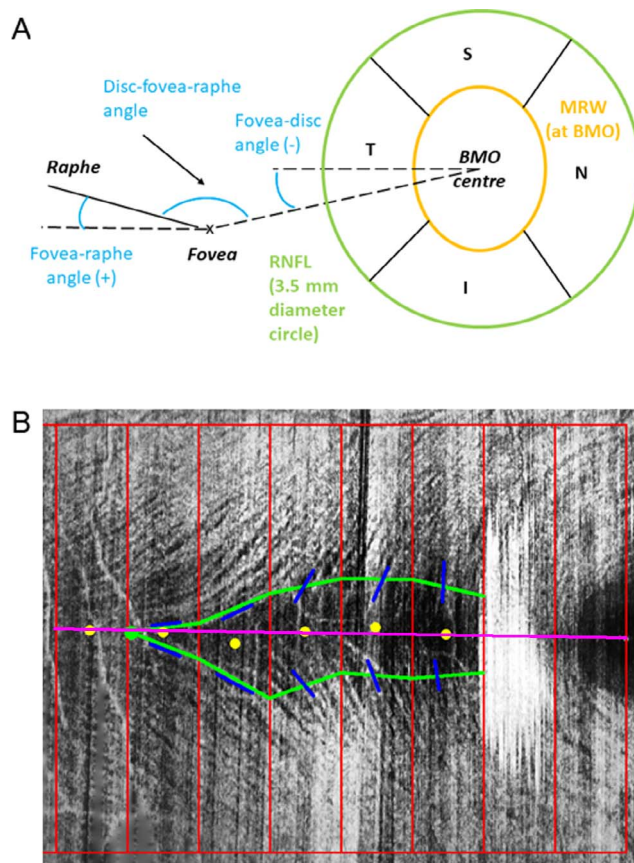 A
Disc-fovea-raphe
angle
Fovea-disc
angle (-)
S
MRW
(at BMO)
T
BMO
centre
N
Raphe
x
Fovea
Fovea-raphe
angle (+)
RNFL
(3.5 mm
diameter
circle)
I
B